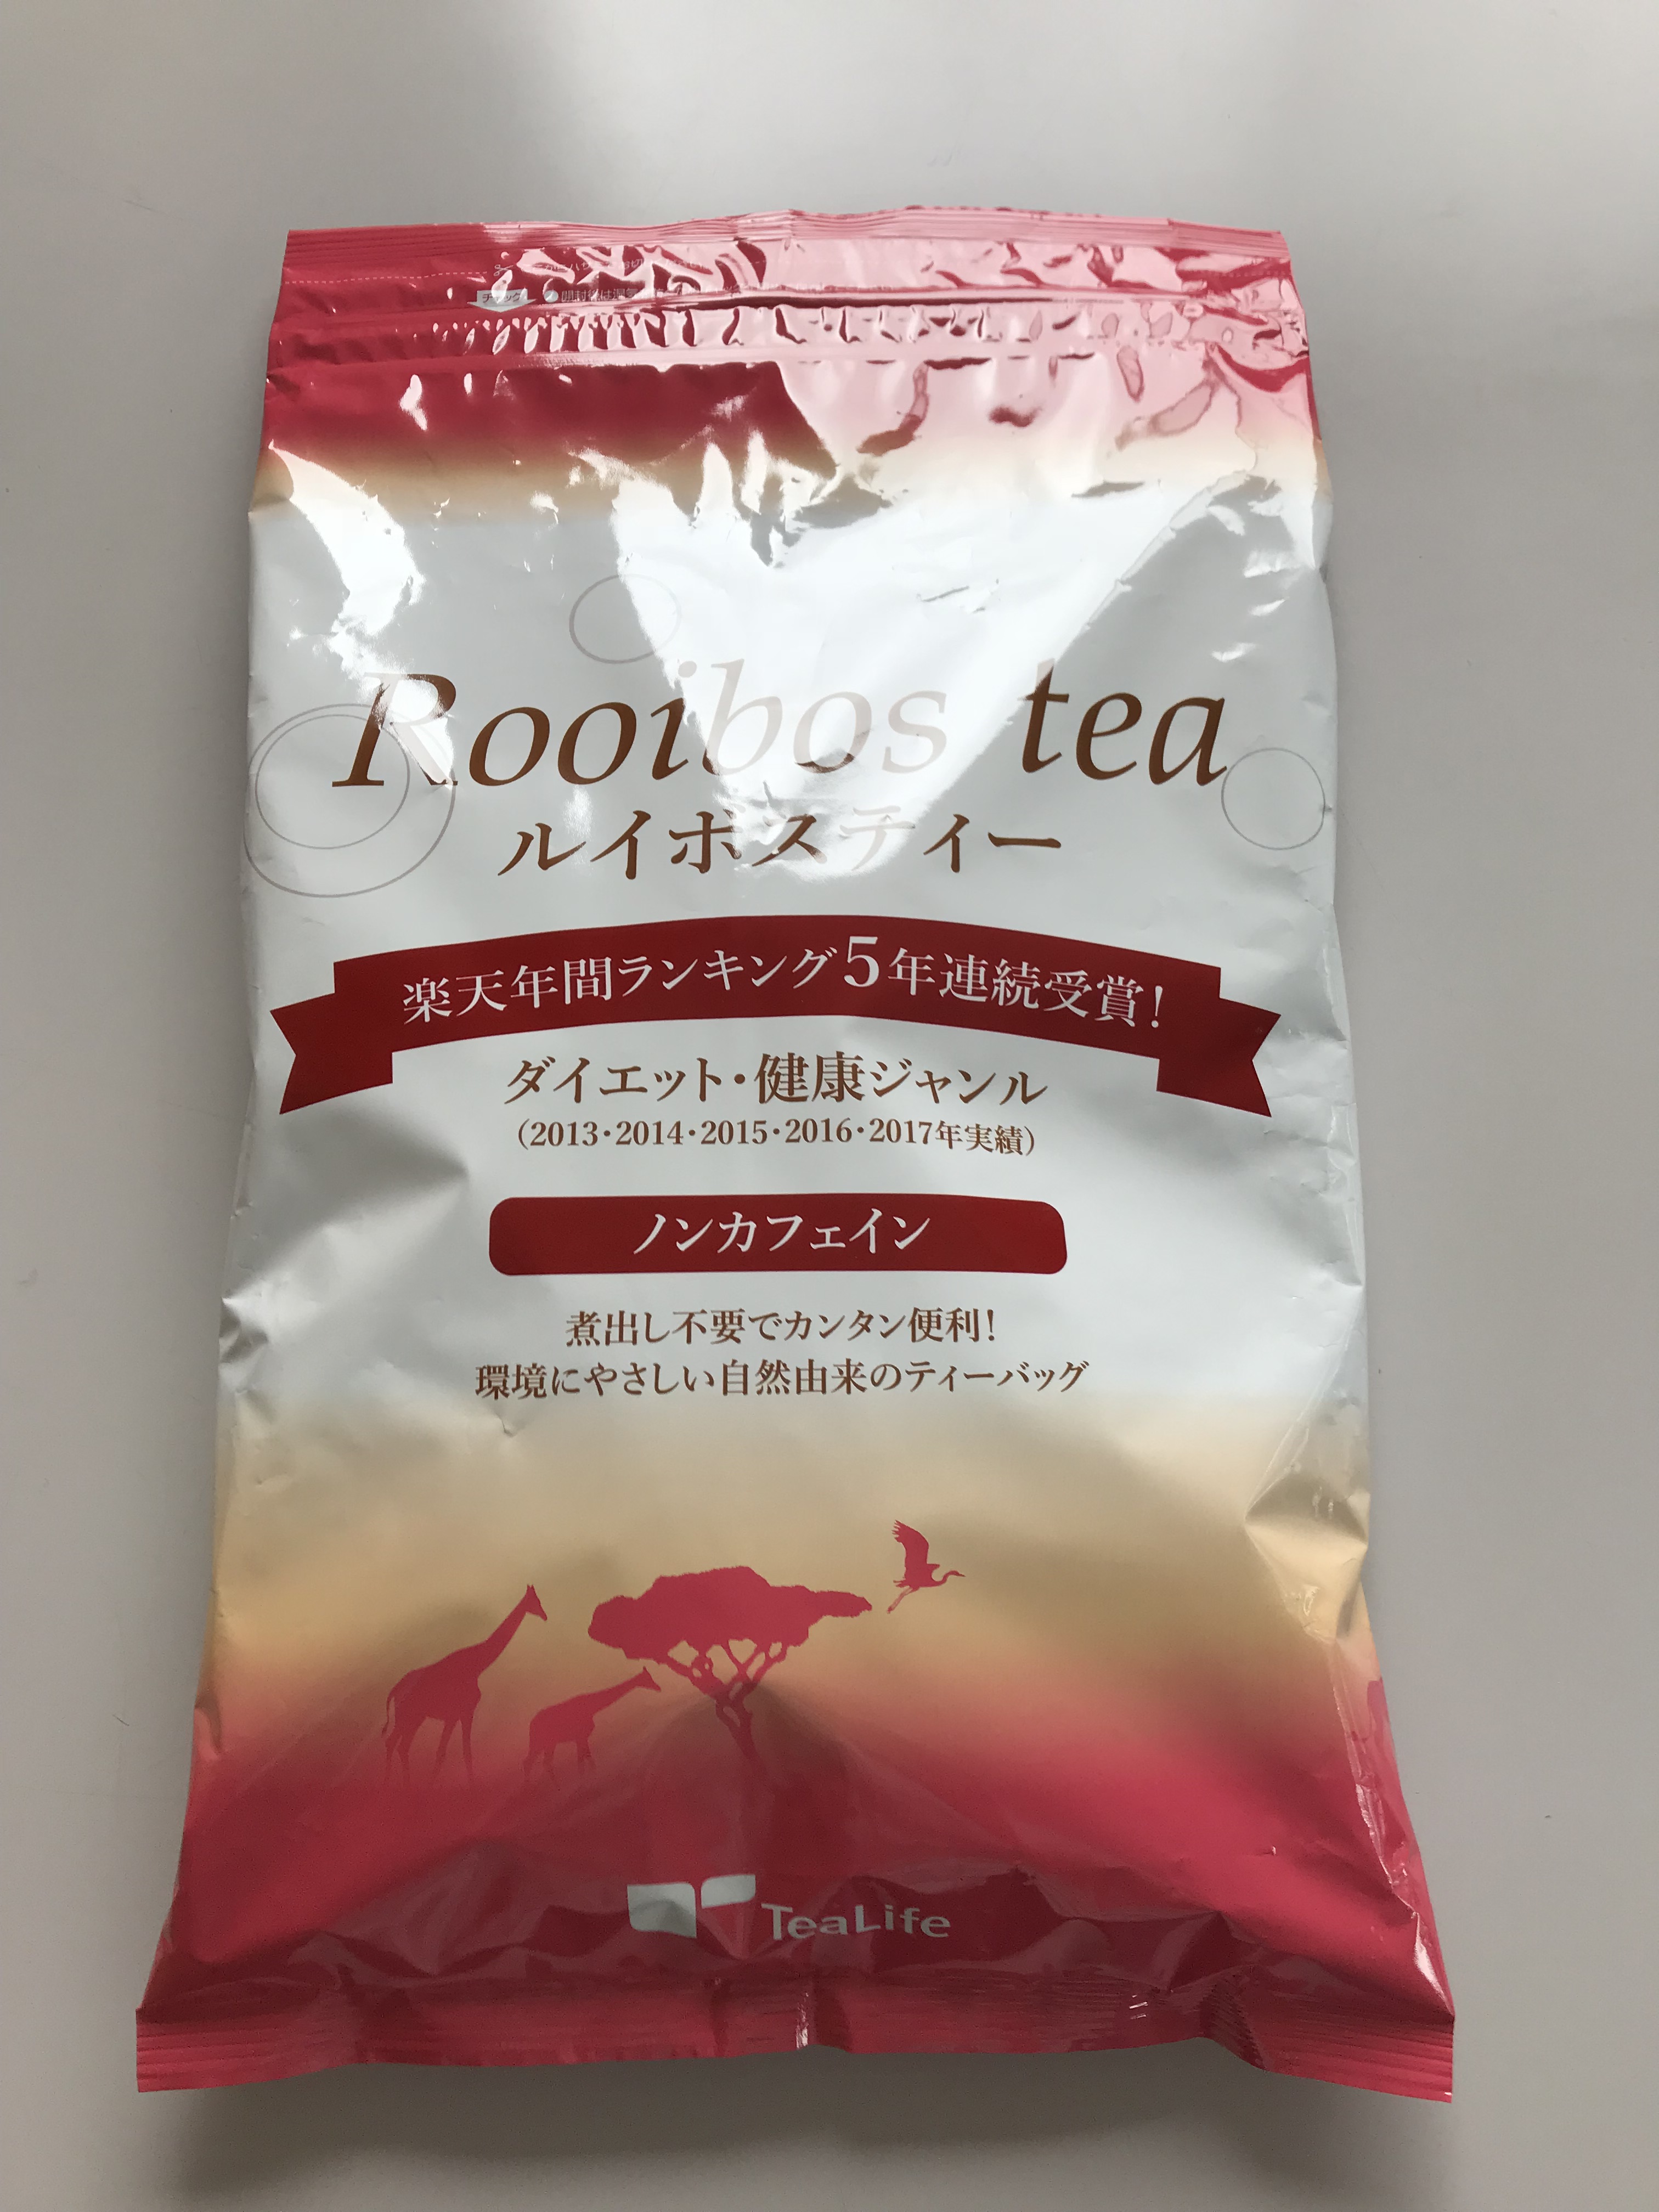 チャック
Rooibos tea
ルイボスティー
楽天年間ランキング5年連続受賞!
ダイエット・健康ジャンル
(2013・2014・2015・2016・2017年実績)
ノンカフェイン
煮出し不要でカンタン便利!
環境にやさしい自然由来のティーバッグ
TeaLife